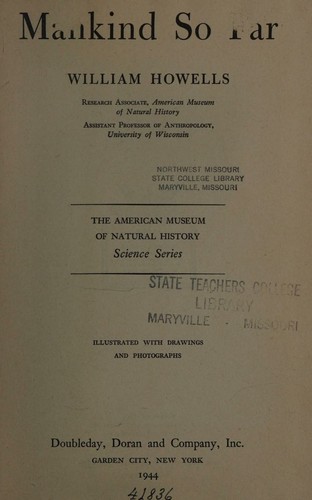 Mankind So Far
WILLIAM HOWELLS
Research Associate, American Museum
of Natural History
Assistant Professor of Anthropology,
University of Wisconsin
NORTHWEST MISSOURI
STATE COLLEGE LIBRARY
MARYVILLE, MISSOURI
THE AMERICAN MUSEUM
OF NATURAL HISTORY
Science Series
STATE TEACHERS COLLEGE
LIBRARY
MARYVILLE - MISSOURI
ILLUSTRATED WITH DRAWINGS
AND PHOTOGRAPHS
Doubleday, Doran and Company, Inc.
GARDEN CITY, NEW YORK
1944
41836